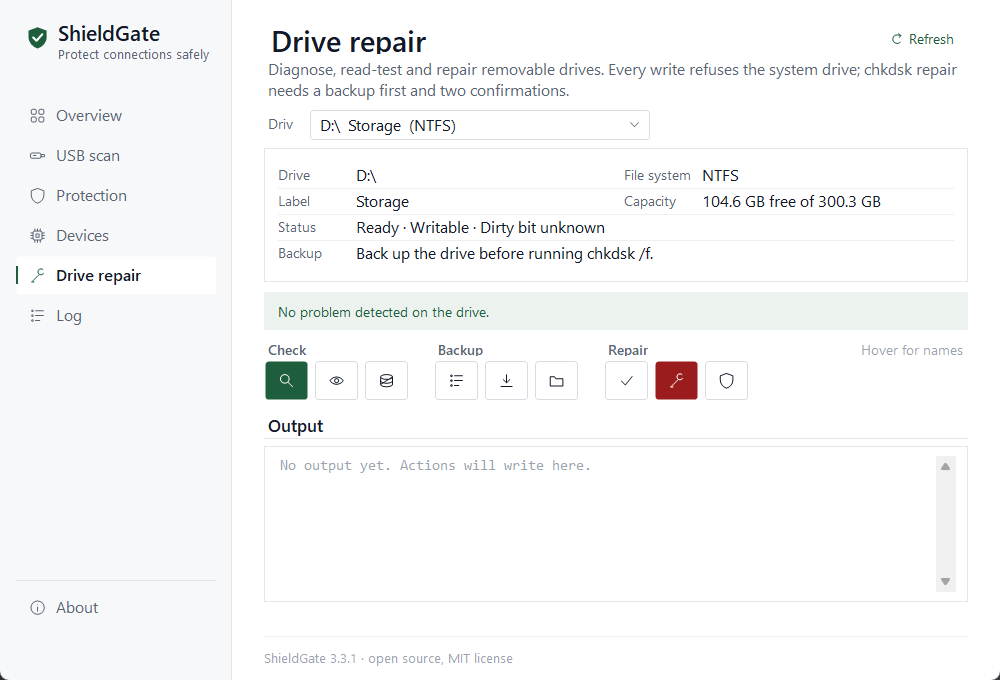 ShieldGate
Protect connections safely
Overview
USB scan
Protection
Devices
Drive repair
Log
About
Drive repair
Refresh
Diagnose, read-test and repair removable drives. Every write refuses the system drive; chkdsk repair
needs a backup first and two confirmations.
Driv
D:\ Storage (NTFS)
Drive D:\ File system NTFS
Label Storage Capacity 104.6 GB free of 300.3 GB
Status Ready · Writable · Dirty bit unknown
Backup Back up the drive before running chkdsk /f.
No problem detected on the drive.
Check Backup Repair Hover for names
Output
No output yet. Actions will write here.
ShieldGate 3.3.1 · open source, MIT license